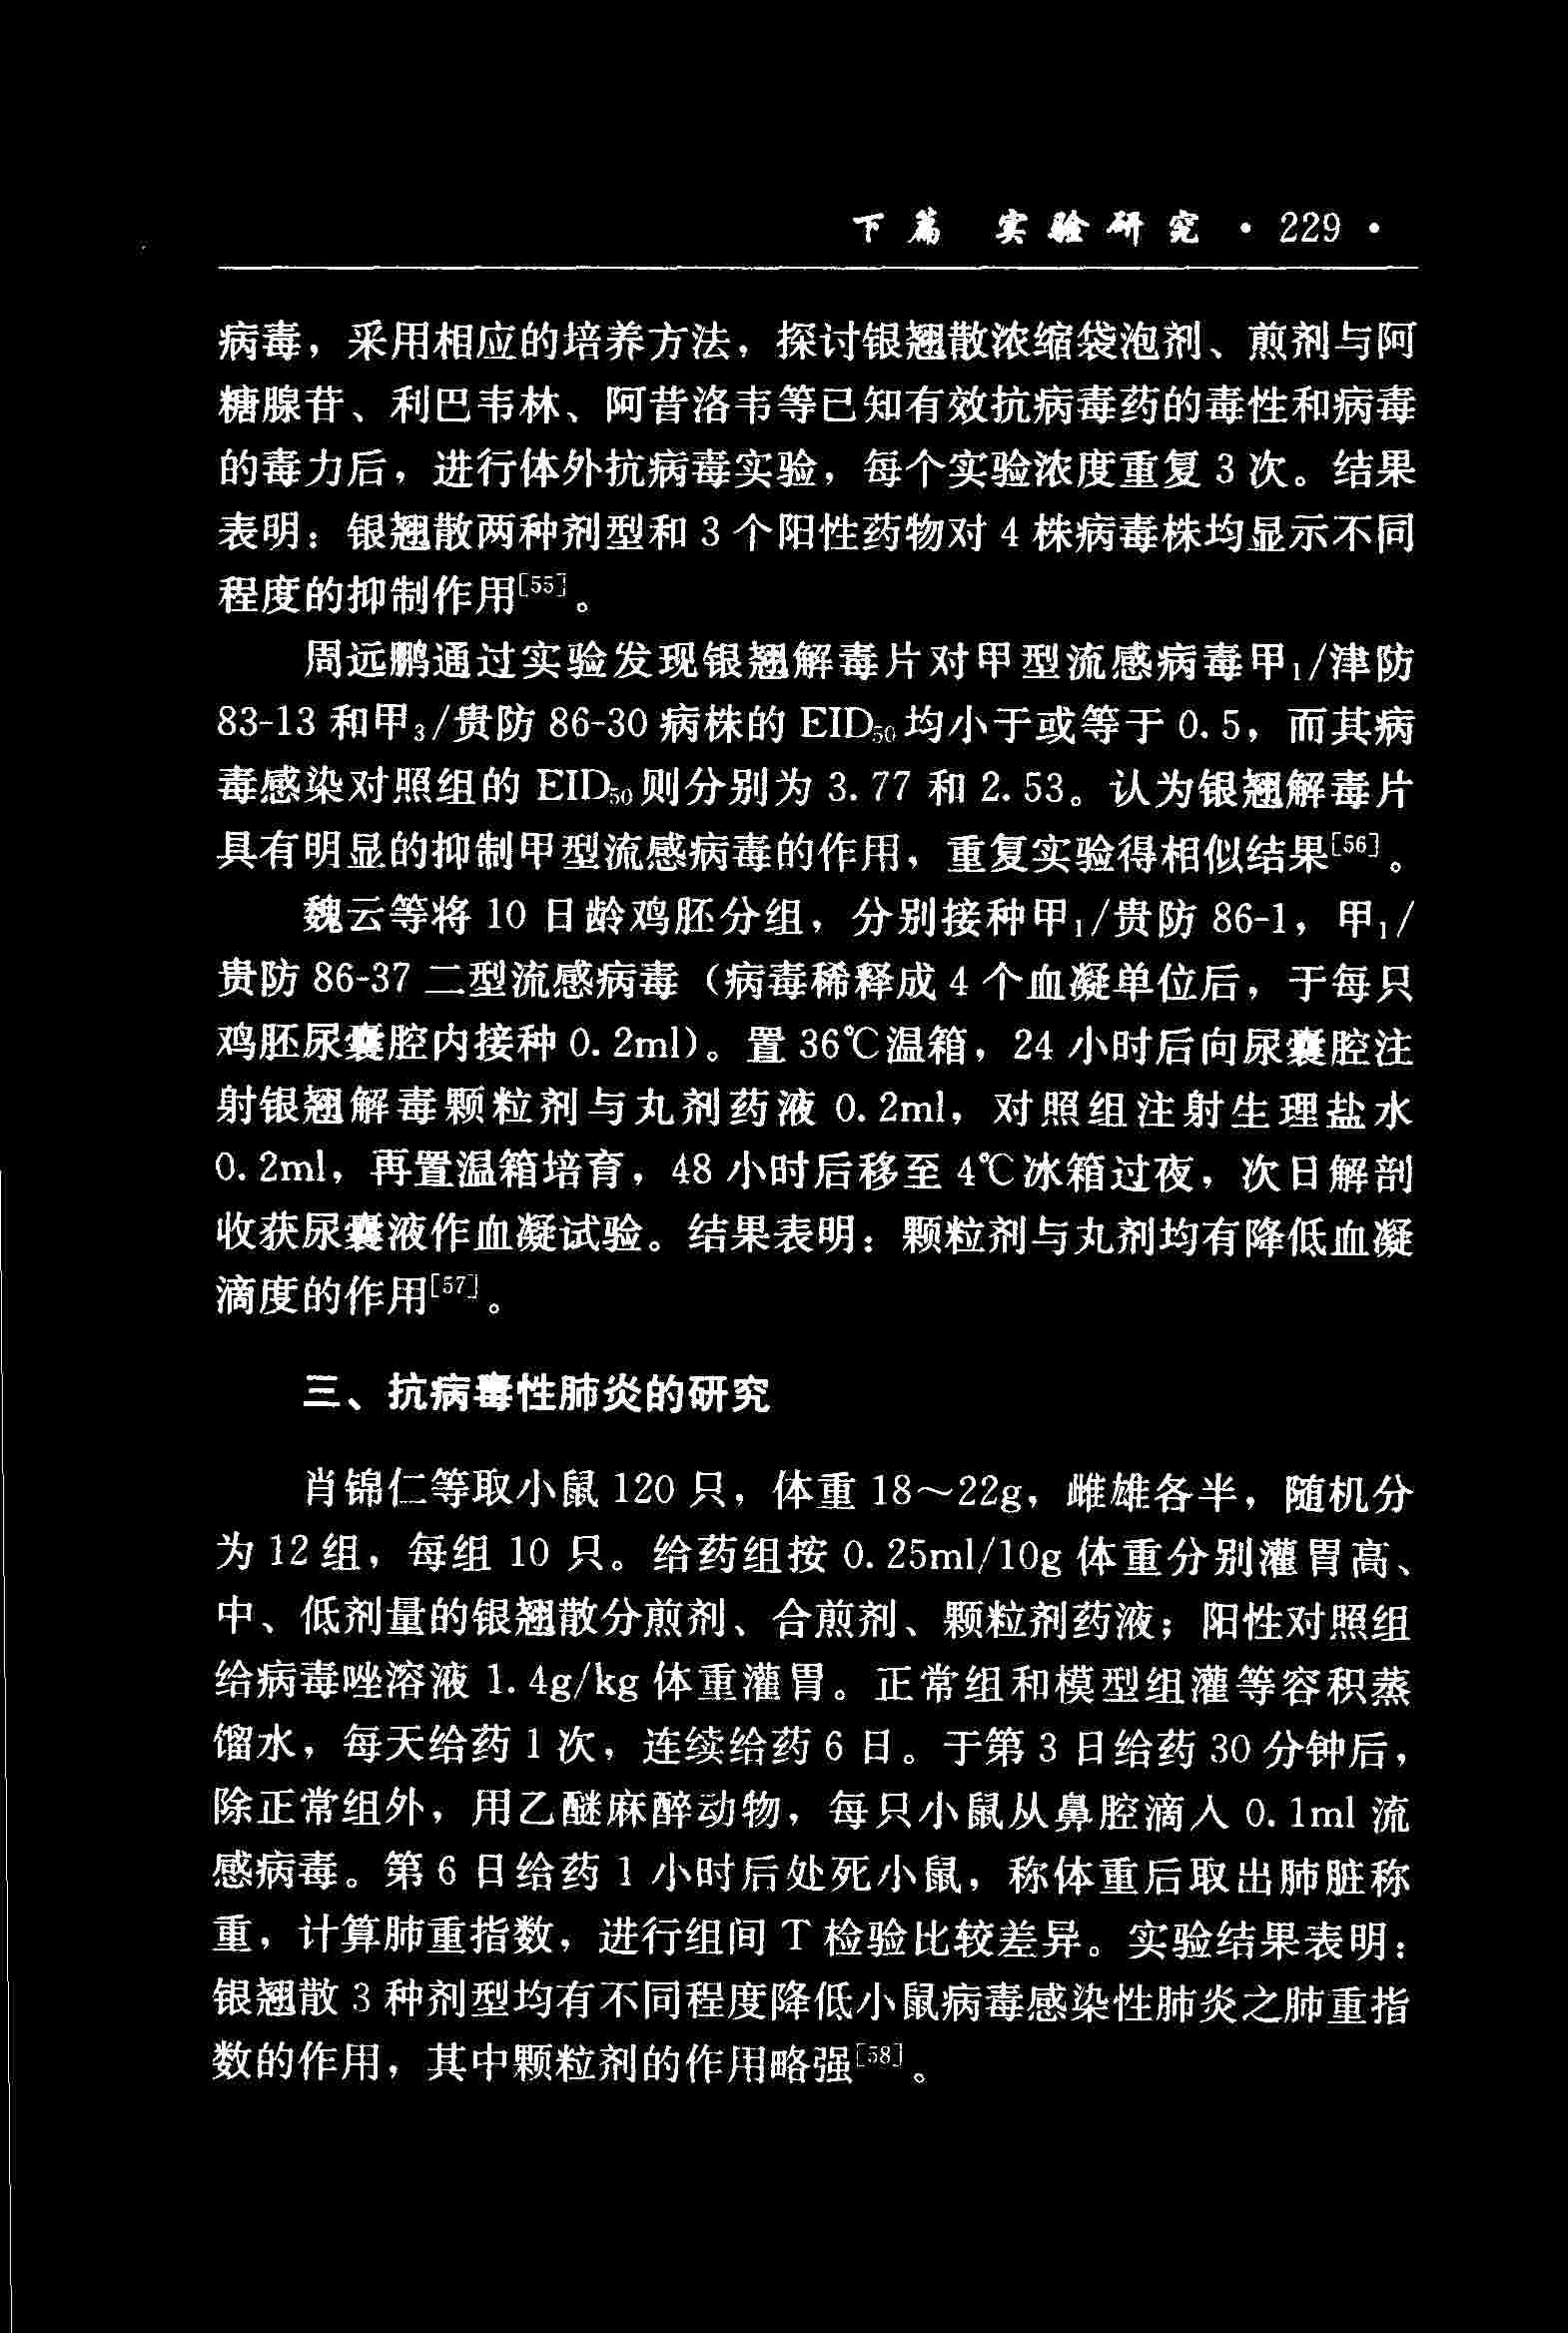 下篇 实验研究 · 229 ·
病毒，采用相应的培养方法，探讨银翘散浓缩袋泡剂、煎剂与阿
糖腺苷、利巴韦林、阿昔洛韦等已知有效抗病毒药的毒性和病毒
的毒力后，进行体外抗病毒实验，每个实验浓度重复 3 次。结果
表明：银翘散两种剂型和 3 个阳性药物对 4 株病毒株均显示不同
程度的抑制作用[55]。
周远鹏通过实验发现银翘解毒片对甲型流感病毒甲₁/津防
83-13 和甲₃/贵防 86-30 病株的 EID₅₀均小于或等于 0.5，而其病
毒感染对照组的 EID₅₀则分别为 3.77 和 2.53。认为银翘解毒片
具有明显的抑制甲型流感病毒的作用，重复实验得相似结果[56]。
魏云等将 10 日龄鸡胚分组，分别接种甲₁/贵防 86-1，甲₁/
贵防 86-37 二型流感病毒（病毒稀释成 4 个血凝单位后，于每只
鸡胚尿囊腔内接种 0.2ml）。置 36℃温箱，24 小时后向尿囊腔注
射银翘解毒颗粒剂与丸剂药液 0.2ml，对照组注射生理盐水
0.2ml，再置温箱培育，48 小时后移至 4℃冰箱过夜，次日解剖
收获尿囊液作血凝试验。结果表明：颗粒剂与丸剂均有降低血凝
滴度的作用[57]。
三、抗病毒性肺炎的研究
肖锦仁等取小鼠 120 只，体重 18～22g，雌雄各半，随机分
为 12 组，每组 10 只。给药组按 0.25ml/10g 体重分别灌胃高、
中、低剂量的银翘散分煎剂、合煎剂、颗粒剂药液；阳性对照组
给病毒唑溶液 1.4g/kg 体重灌胃。正常组和模型组灌等容积蒸
馏水，每天给药 1 次，连续给药 6 日。于第 3 日给药 30 分钟后，
除正常组外，用乙醚麻醉动物，每只小鼠从鼻腔滴入 0.1ml 流
感病毒。第 6 日给药 1 小时后处死小鼠，称体重后取出肺脏称
重，计算肺重指数，进行组间 T 检验比较差异。实验结果表明：
银翘散 3 种剂型均有不同程度降低小鼠病毒感染性肺炎之肺重指
数的作用，其中颗粒剂的作用略强[58]。